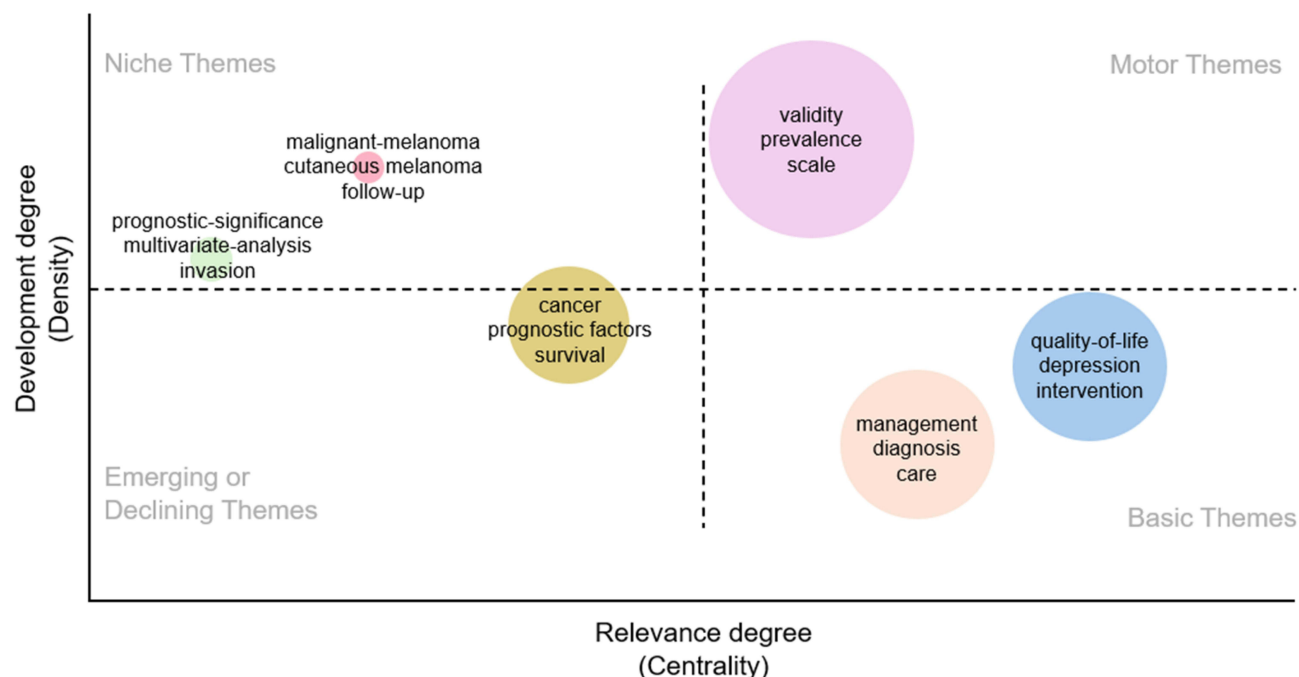 Niche Themes
Motor Themes
validity
prevalence
scale
malignant-melanoma
cutaneous melanoma
follow-up
prognostic-significance
multivariate-analysis
invasion
Development degree
(Density)
cancer
prognostic factors
survival
quality-of-life
depression
intervention
management
diagnosis
care
Emerging or
Declining Themes
Basic Themes
Relevance degree
(Centrality)